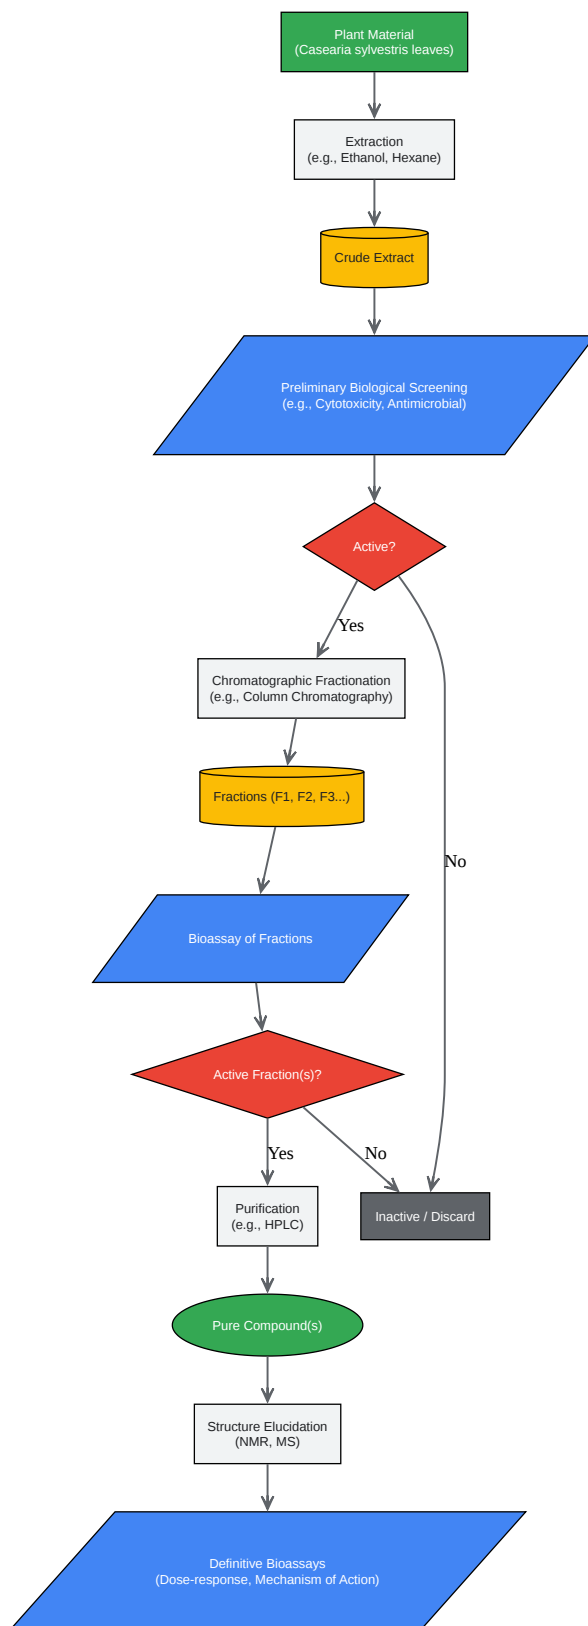 Plant Material
(Casearia sylvestris leaves)
Extraction
(e.g., Ethanol, Hexane)
Crude Extract
Preliminary Biological Screening
(e.g., Cytotoxicity, Antimicrobial)
Active?
Yes
Chromatographic Fractionation
(e.g., Column Chromatography)
Fractions (F1, F2, F3...)
No
Bioassay of Fractions
Active Fraction(s)?
Yes
No
Purification
(e.g., HPLC)
Inactive / Discard
Pure Compound(s)
Structure Elucidation
(NMR, MS)
Definitive Bioassays
(Dose-response, Mechanism of Action)